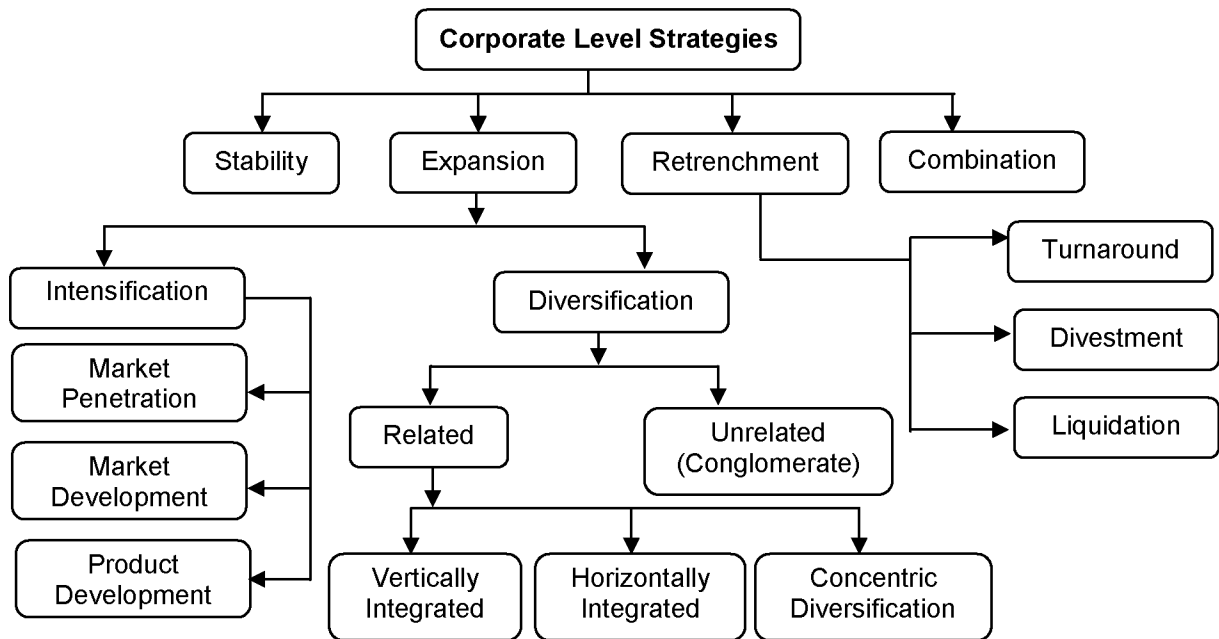 Corporate Level Strategies
Stability
Expansion
Retrenchment
Combination
Turnaround
Intensification
Diversification
Divestment
Market
Penetration
Related
Unrelated
(Conglomerate)
Liquidation
Market
Development
Product
Development
Vertically
Integrated
Horizontally
Integrated
Concentric
Diversification